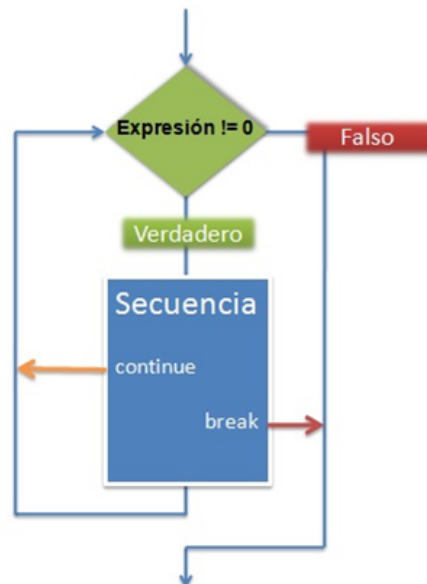 Expresión != 0
Falso
Verdadero
Secuencia
continue
break